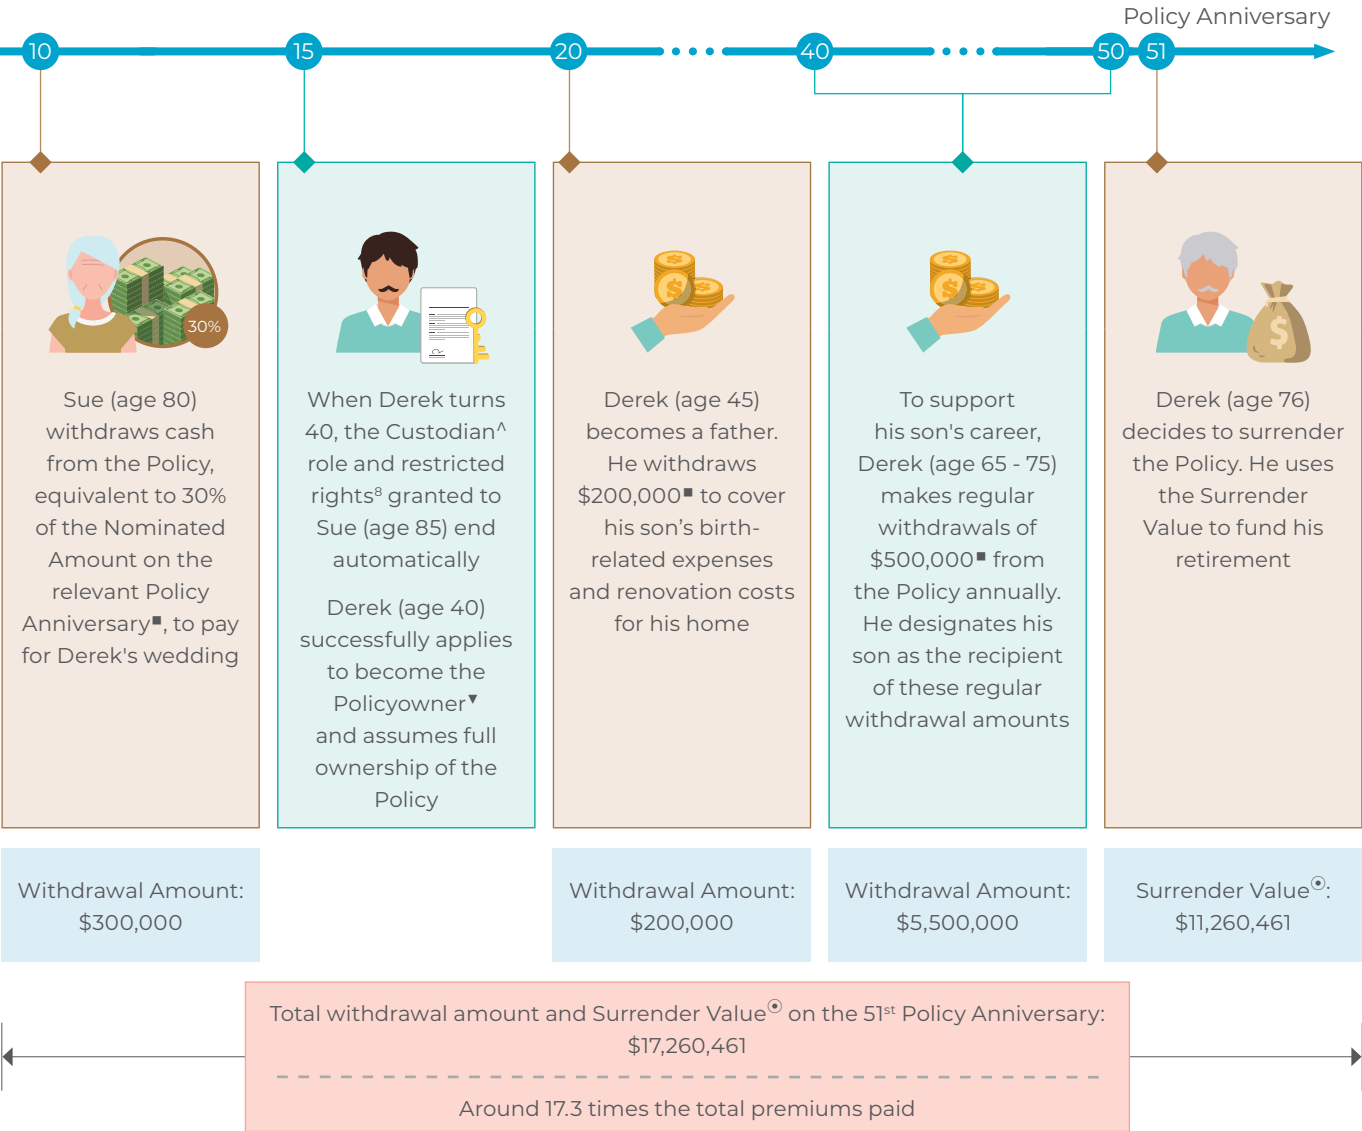 Policy Anniversary
10
15
20
40
50
51
30%
Sue (age 80)
withdraws cash
from the Policy,
equivalent to 30%
of the Nominated
Amount on the
relevant Policy
Anniversary■, to pay
for Derek's wedding
When Derek turns
40, the Custodian^
role and restricted
rights⁸ granted to
Sue (age 85) end
automatically
Derek (age 40)
successfully applies
to become the
Policyowner▼
and assumes full
ownership of the
Policy
Derek (age 45)
becomes a father.
He withdraws
$200,000■ to cover
his son’s birth-
related expenses
and renovation costs
for his home
To support
his son's career,
Derek (age 65 - 75)
makes regular
withdrawals of
$500,000■ from
the Policy annually.
He designates his
son as the recipient
of these regular
withdrawal amounts
Derek (age 76)
decides to surrender
the Policy. He uses
the Surrender
Value to fund his
retirement
Withdrawal Amount:
$300,000
Withdrawal Amount:
$200,000
Withdrawal Amount:
$5,500,000
Surrender Value☉:
$11,260,461
Total withdrawal amount and Surrender Value☉ on the 51ˢᵗ Policy Anniversary:
$17,260,461
Around 17.3 times the total premiums paid